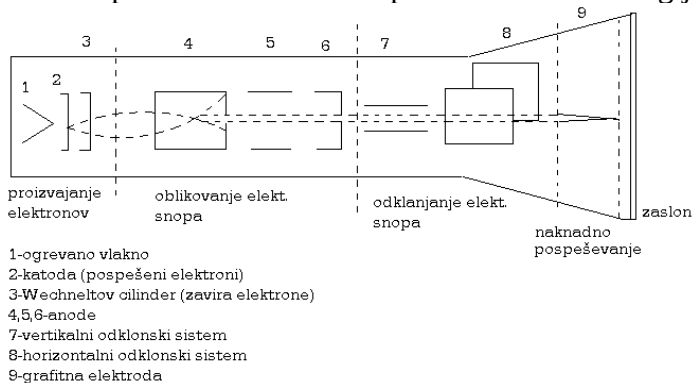 9
8
3 4 5 6 7
1 2
proizvajanje
elektronov
oblikovanje elekt.
snopa
odklanjanje elekt.
snopa
zaslon
naknadno
pospeševanje
1-ogrevano vlakno
2-katoda (pospešeni elektroni)
3-Wechneltov cilinder (zavira elektrone)
4,5,6-anode
7-vertikalni odklonski sistem
8-horizontalni odklonski sistem
9-grafitna elektroda